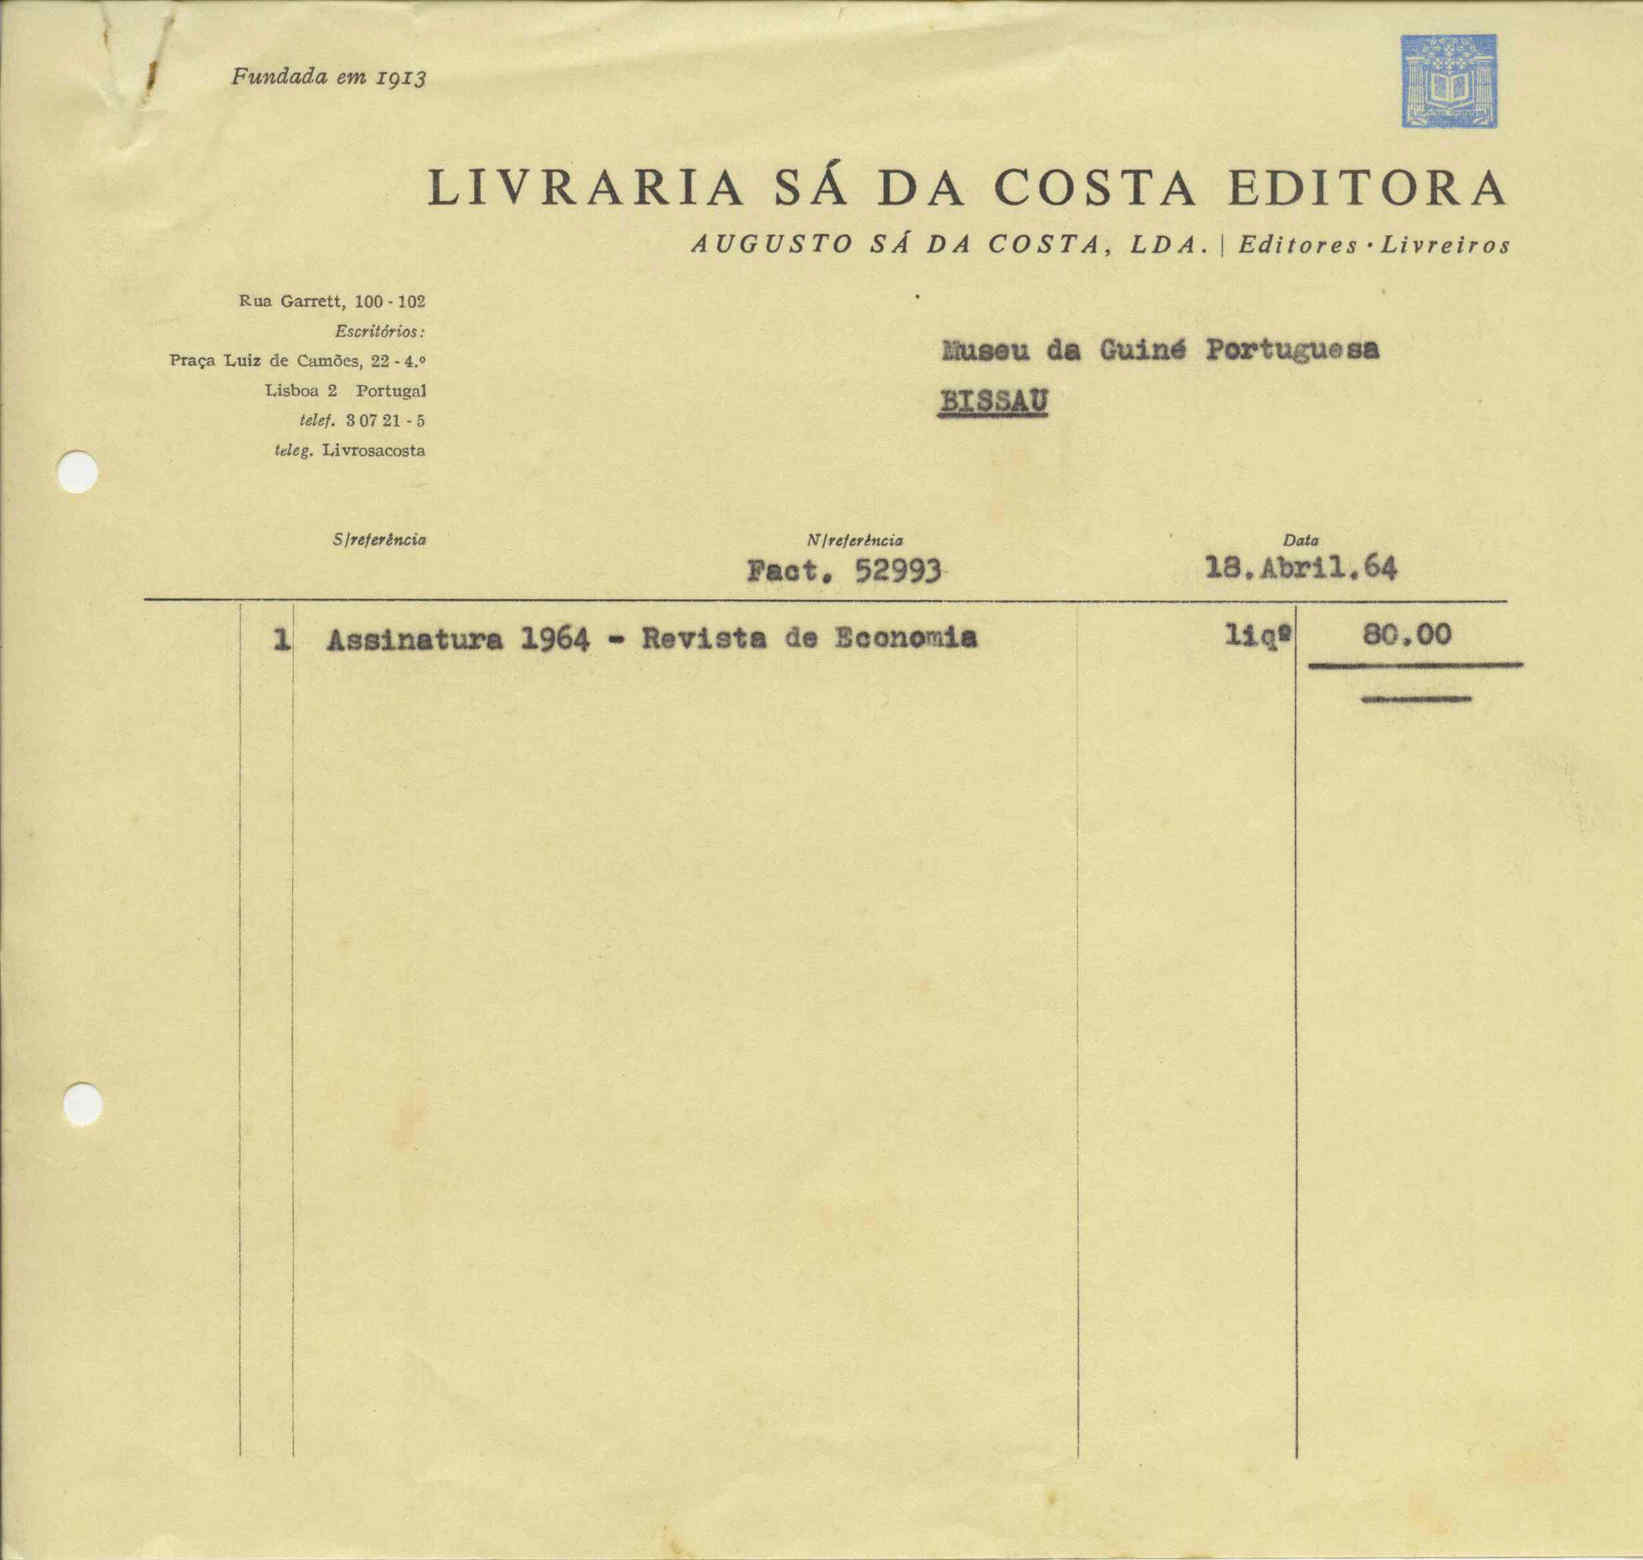 Fundada em 1913
LIVRARIA SÁ DA COSTA EDITORA
AUGUSTO SÁ DA COSTA, LDA. | Editores · Livreiros
Rua Garrett, 100 - 102
Escritórios:
Praça Luiz de Camões, 22 - 4.º
Lisboa 2 Portugal
telef. 3 07 21 - 5
teleg. Livrosacosta
Museu da Guiné Portuguesa
BISSAU
S/referência N/referência Data
Fact. 52993 18.Abril.64
1 Assinatura 1964 - Revista de Economia liqº 80.00